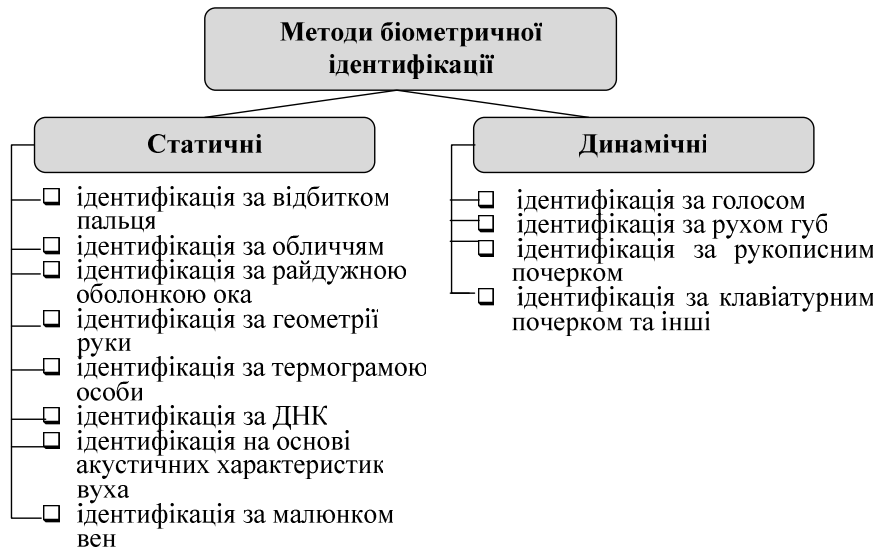 Методи біометричної
ідентифікації
Статичні
ідентифікація за відбитком
пальця
ідентифікація за обличчям
ідентифікація за райдужною
оболонкою ока
ідентифікація за геометрії
руки
ідентифікація за термограмою
особи
ідентифікація за ДНК
ідентифікація на основі
акустичних характеристик
вуха
ідентифікація за малюнком
вен
Динамічні
ідентифікація за голосом
ідентифікація за рухом губ
ідентифікація за рукописним
почерком
ідентифікація за клавіатурним
почерком та інші